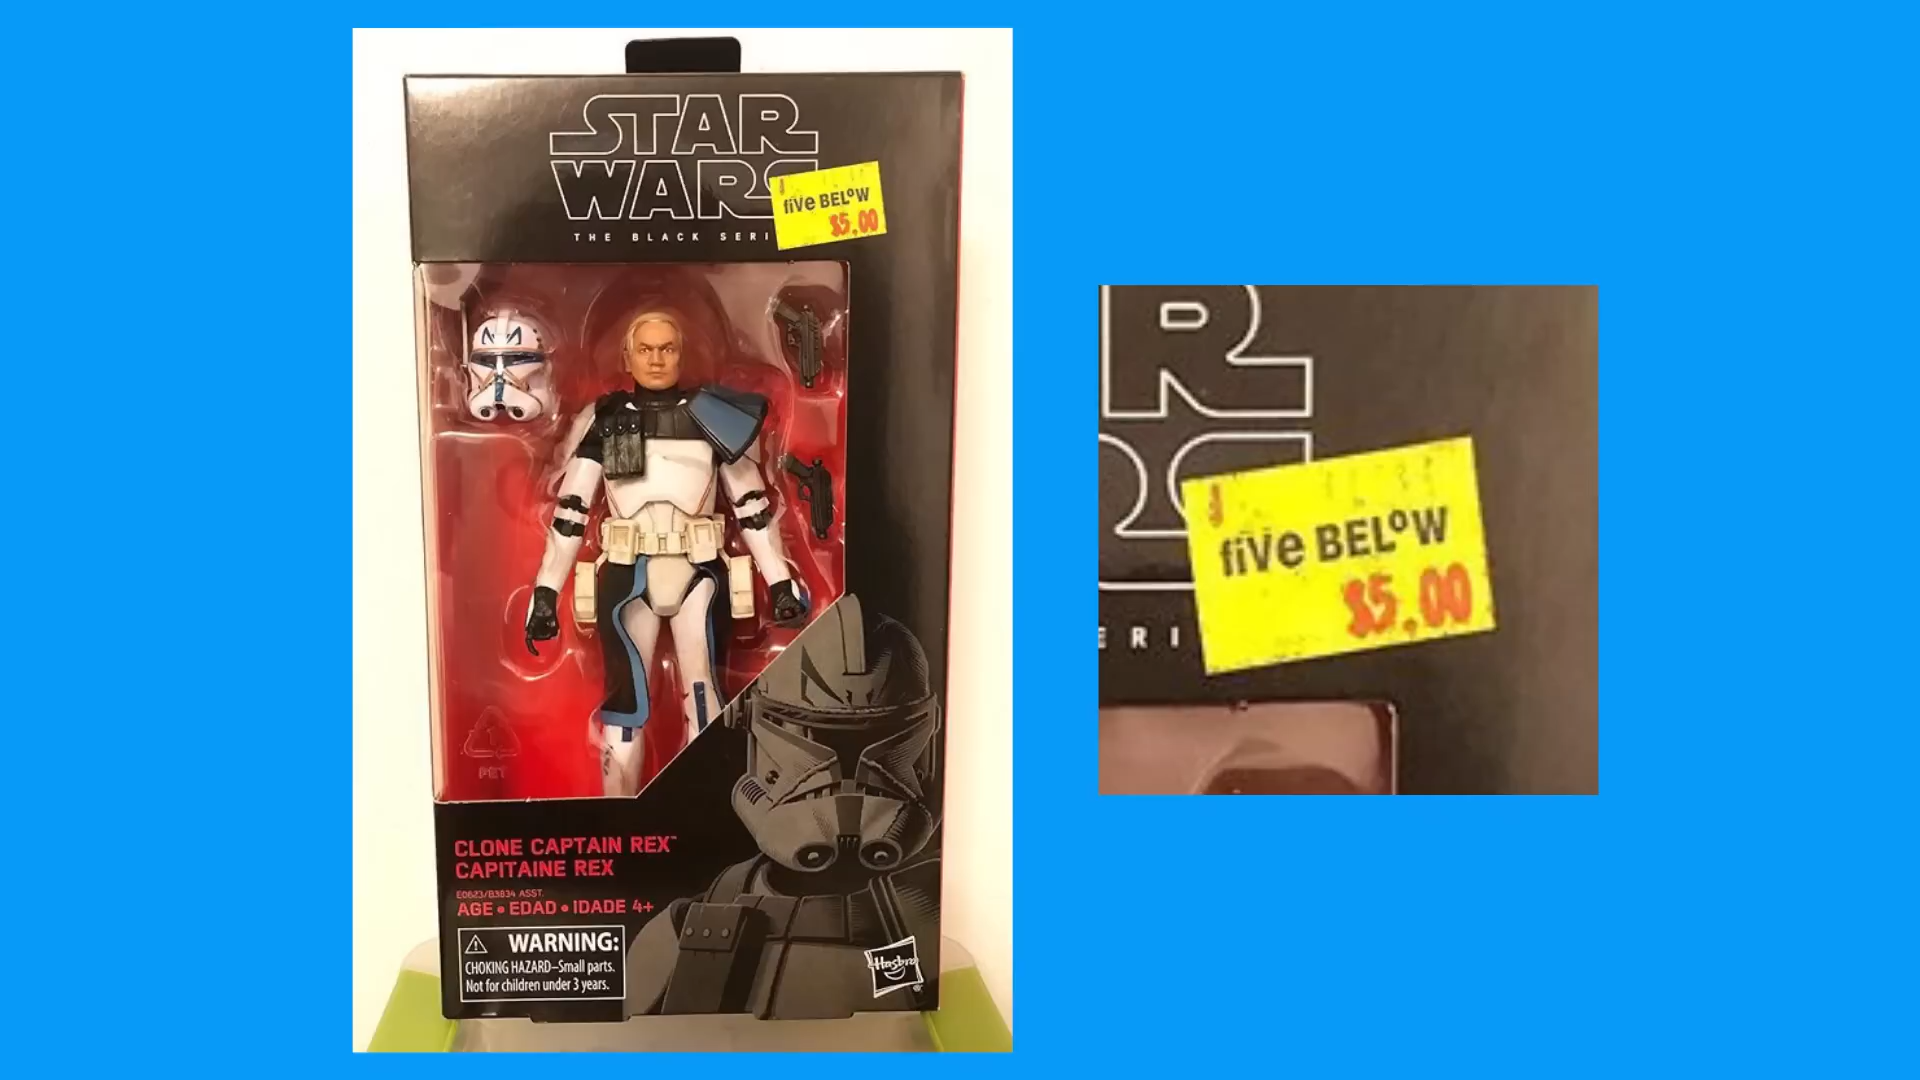 STAR
WARS
THE BLACK SERI
fiVe BELoW
$5.00
PET
CLONE CAPTAIN REX™
CAPITAINE REX
E0623/B3834 ASST.
AGE • EDAD • IDADE 4+
WARNING:
CHOKING HAZARD–Small parts.
Not for children under 3 years.
Hasbro
®
R
ERI
fiVe BELoW
$5.00